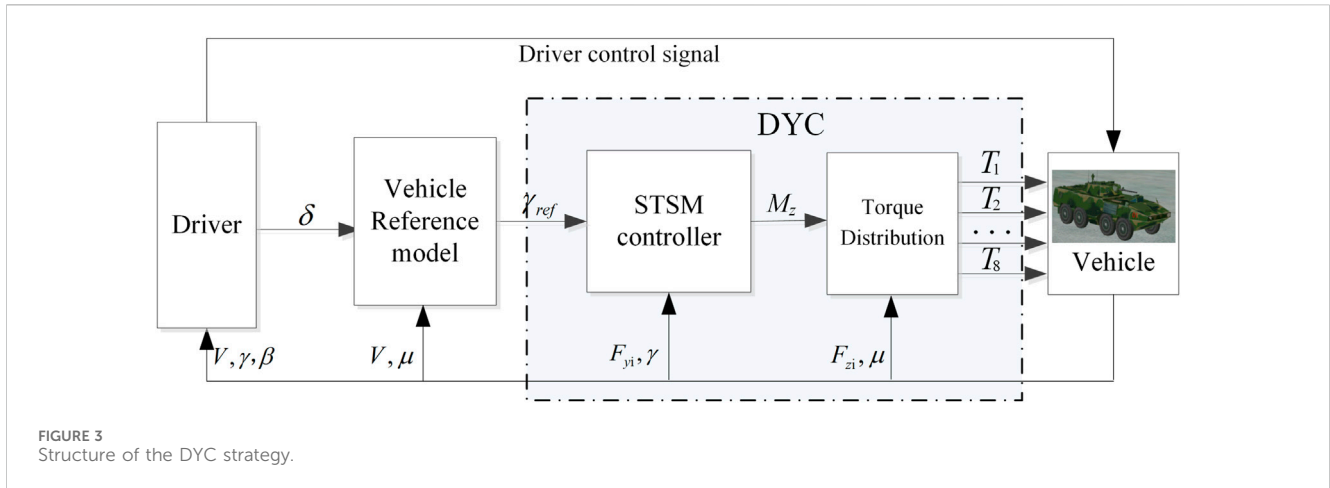 Driver control signal
DYC
Driver
δ
Vehicle
Reference
model
γref
STSM
controller
Mz
Torque
Distribution
T1
T2
...
T8
Vehicle
V, γ, β
V, μ
Fyi, γ
Fzi, μ
FIGURE 3
Structure of the DYC strategy.